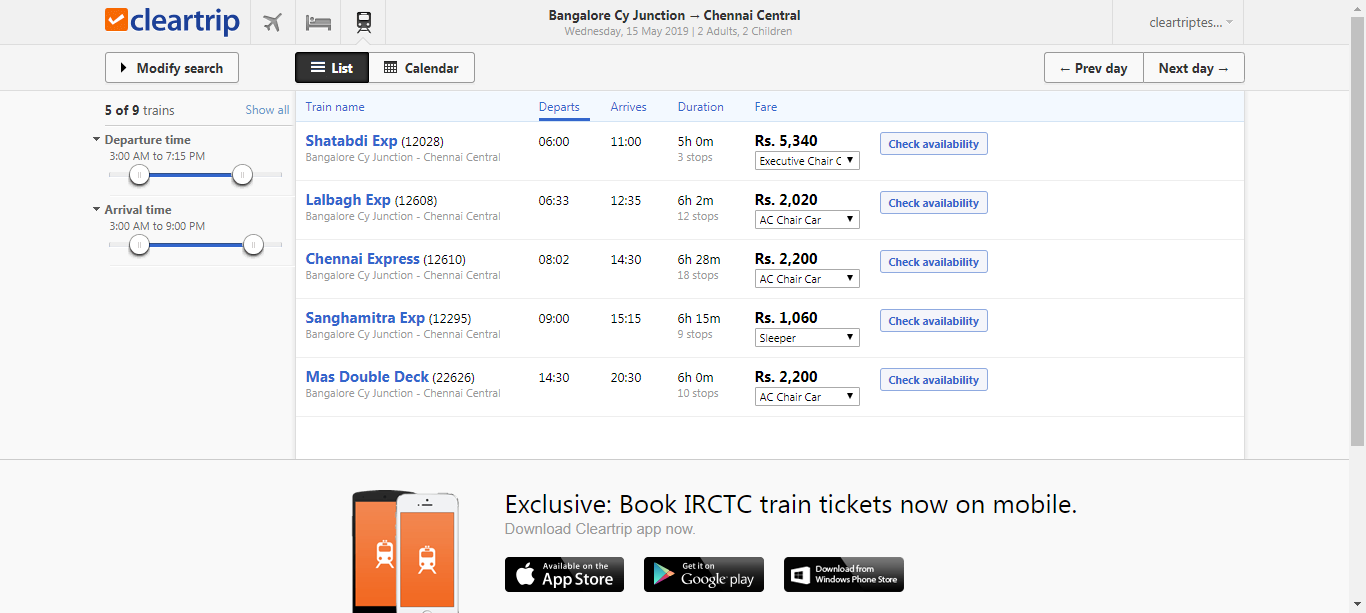 cleartrip
Bangalore Cy Junction → Chennai Central
Wednesday, 15 May 2019 | 2 Adults, 2 Children
cleartriptes...
Modify search
List
Calendar
← Prev day
Next day →
5 of 9 trains
Show all
Departure time
3:00 AM to 7:15 PM
Arrival time
3:00 AM to 9:00 PM
Train name Departs Arrives Duration Fare
Shatabdi Exp (12028) 06:00 11:00 5h 0m Rs. 5,340 Check availability
Bangalore Cy Junction - Chennai Central 3 stops Executive Chair C
Lalbagh Exp (12608) 06:33 12:35 6h 2m Rs. 2,020 Check availability
Bangalore Cy Junction - Chennai Central 12 stops AC Chair Car
Chennai Express (12610) 08:02 14:30 6h 28m Rs. 2,200 Check availability
Bangalore Cy Junction - Chennai Central 18 stops AC Chair Car
Sanghamitra Exp (12295) 09:00 15:15 6h 15m Rs. 1,060 Check availability
Bangalore Cy Junction - Chennai Central 9 stops Sleeper
Mas Double Deck (22626) 14:30 20:30 6h 0m Rs. 2,200 Check availability
Bangalore Cy Junction - Chennai Central 10 stops AC Chair Car
Exclusive: Book IRCTC train tickets now on mobile.
Download Cleartrip app now.
Available on the
App Store
Get it on
Google play
Download from
Windows Phone Store